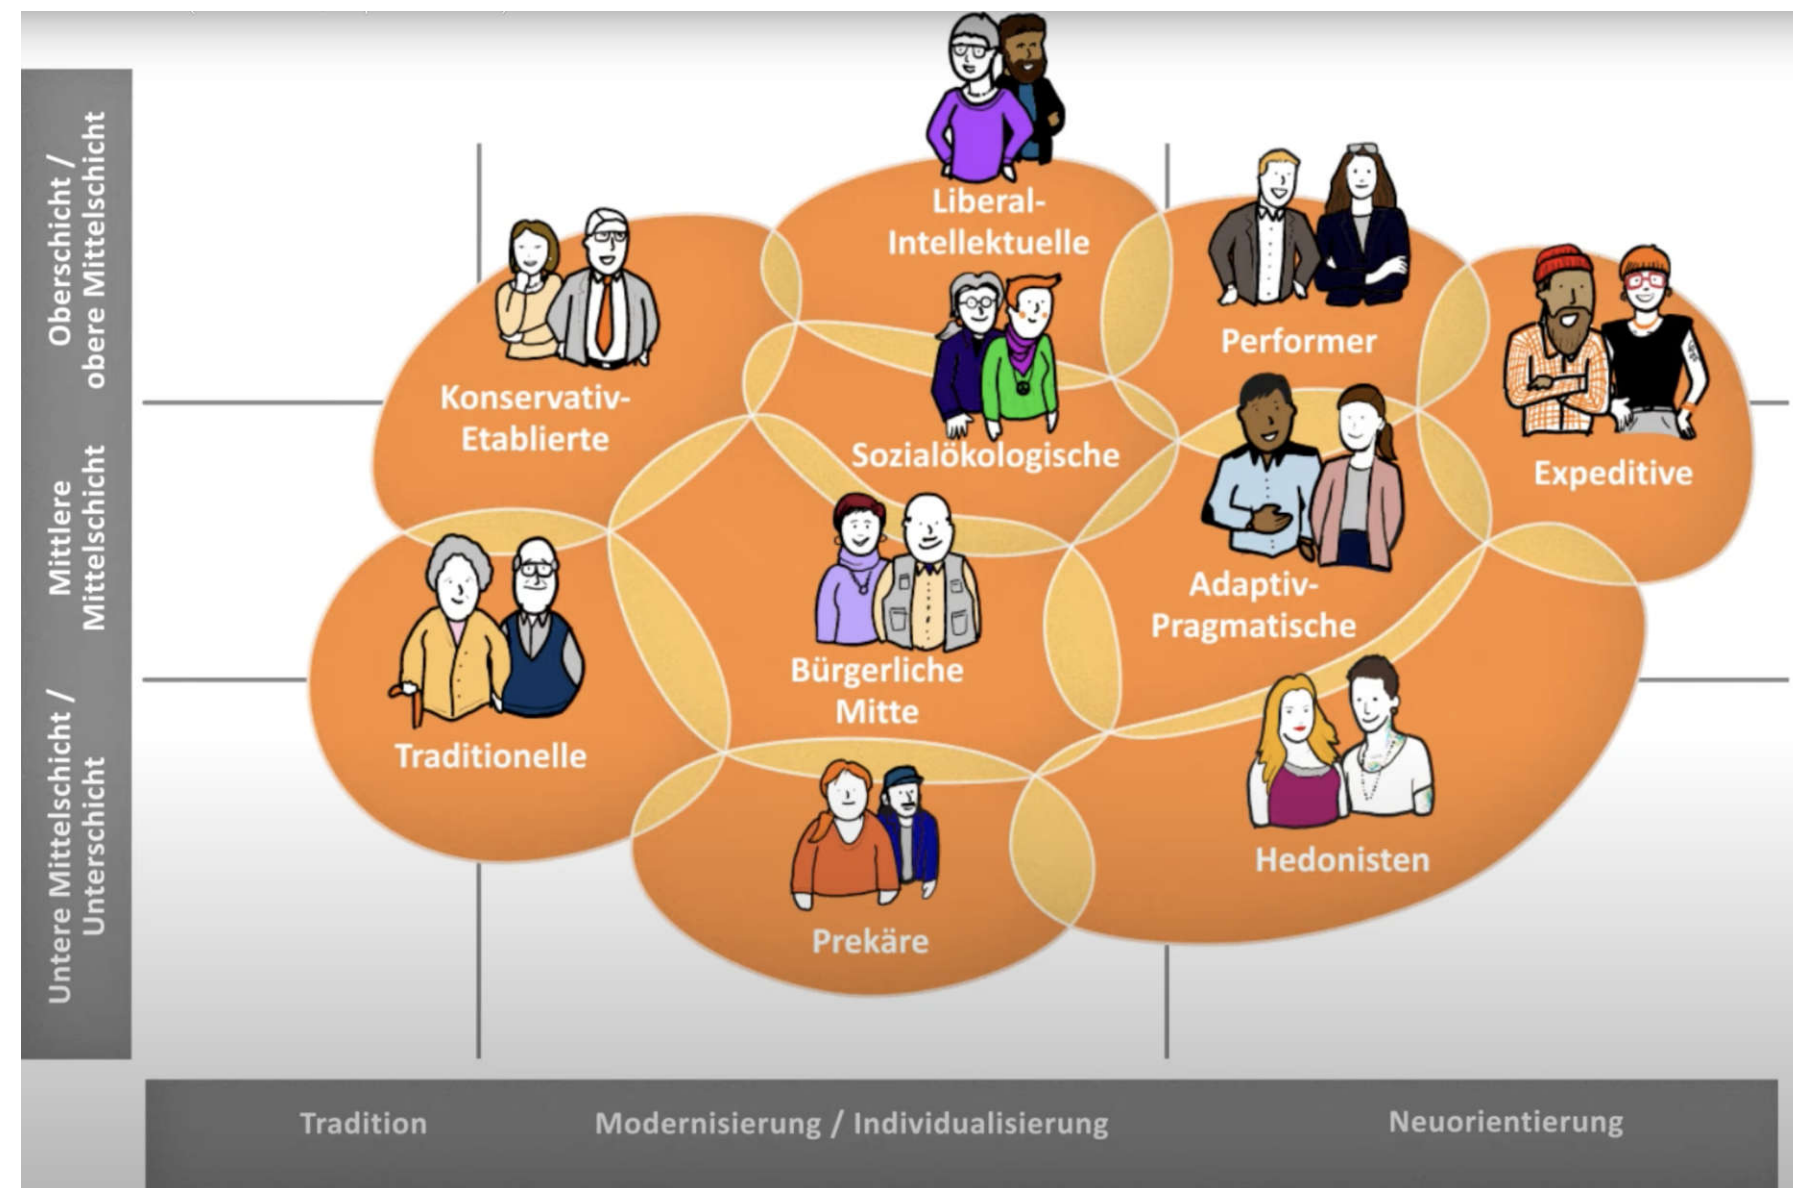 Oberschicht /
obere Mittelschicht
Mittlere
Mittelschicht
Untere Mittelschicht /
Unterschicht
Liberal-
Intellektuelle
Performer
Konservativ-
Etablierte
Sozialökologische
Expeditive
Adaptiv-
Pragmatische
Bürgerliche
Mitte
Traditionelle
Hedonisten
Prekäre
Tradition
Modernisierung / Individualisierung
Neuorientierung